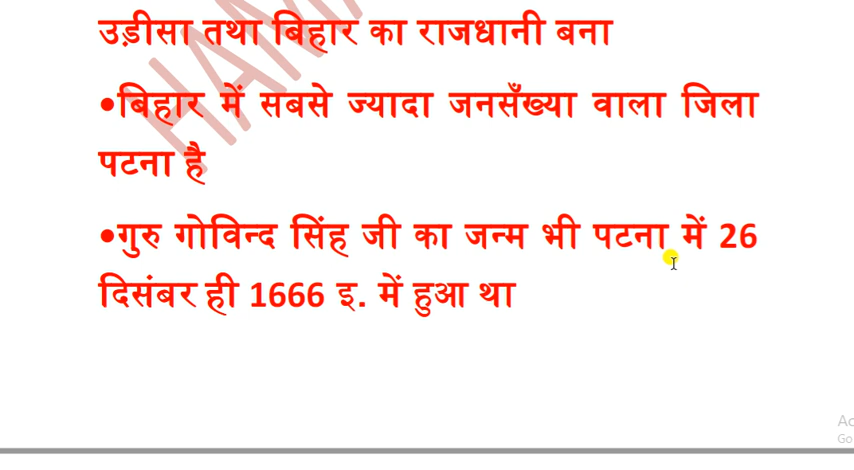 उड़ीसा तथा बिहार का राजधानी बना
•बिहार में सबसे ज्यादा जनसँख्या वाला जिला
पटना है
•गुरु गोविन्द सिंह जी का जन्म भी पटना में 26
दिसंबर ही 1666 इ. में हुआ था